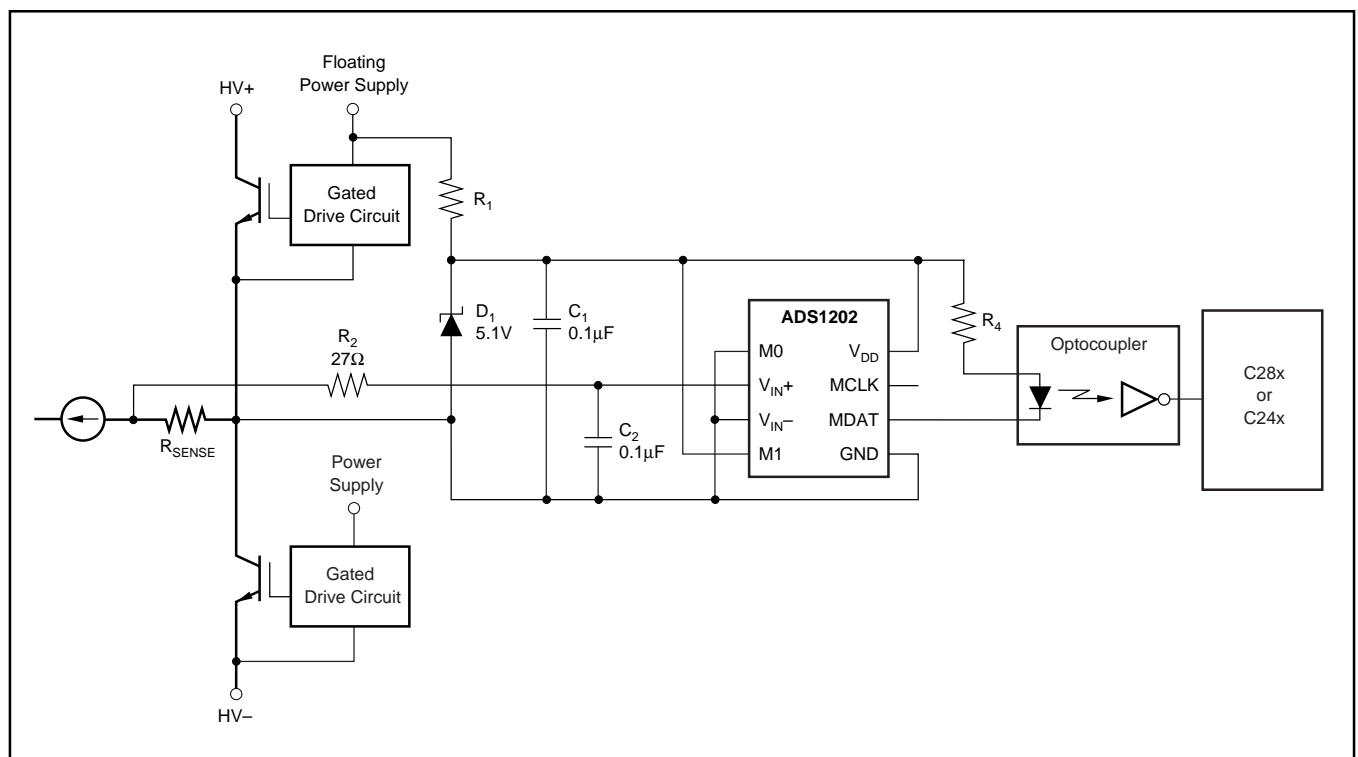 HV+
Floating
Power Supply
Gated
Drive Circuit
R1
D1
5.1V
C1
0.1μF
R2
27Ω
RSENSE
C2
0.1μF
ADS1202
M0
VIN+
VIN–
M1
VDD
MCLK
MDAT
GND
R4
Optocoupler
C28x
or
C24x
Power
Supply
Gated
Drive Circuit
HV–